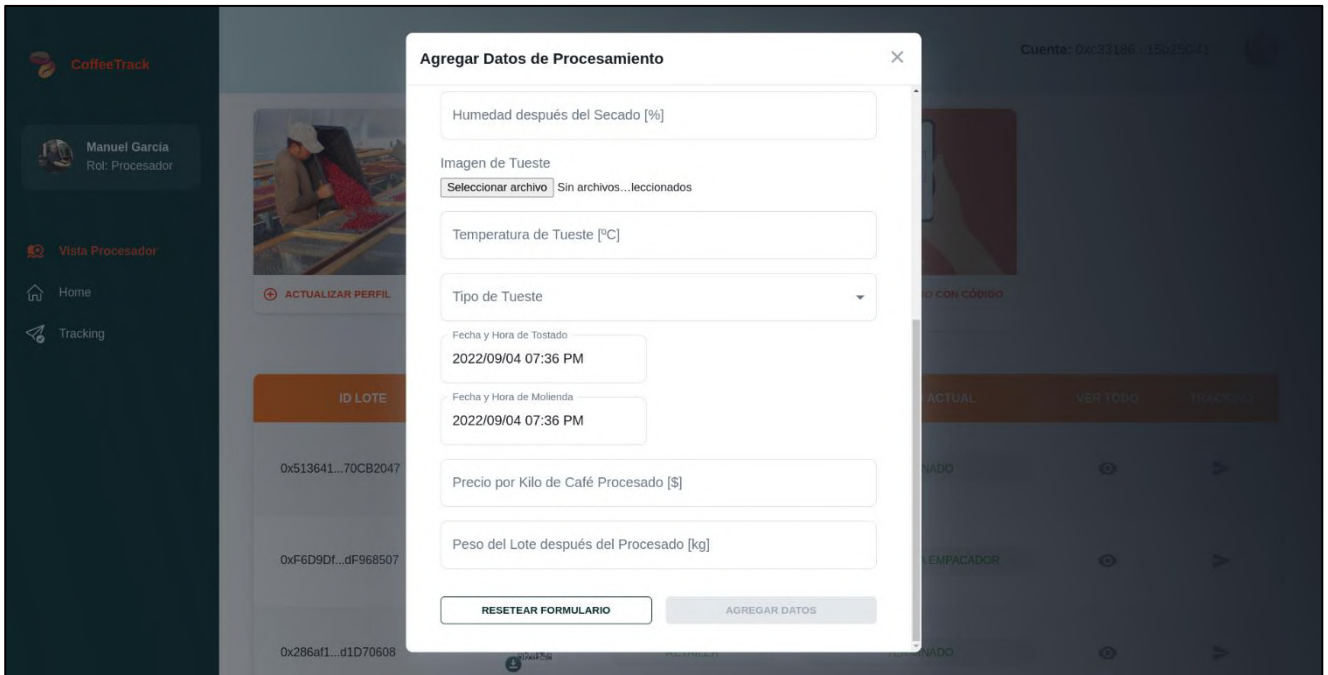 CoffeeTrack
Manuel García
Rol: Procesador
Vista Procesador
Home
Tracking
Cuenta: 0xc33186...15b25G41
Agregar Datos de Procesamiento
Humedad después del Secado [%]
Imagen de Tueste
Seleccionar archivo Sin archivos...leccionados
Temperatura de Tueste [ºC]
Tipo de Tueste
Fecha y Hora de Tostado
2022/09/04 07:36 PM
Fecha y Hora de Molienda
2022/09/04 07:36 PM
Precio por Kilo de Café Procesado [$]
Peso del Lote después del Procesado [kg]
RESETEAR FORMULARIO
AGREGAR DATOS
ACTUALIZAR PERFIL
O CON CÓDIGO
ID LOTE
ACTUAL
VER TODO
TRACKING
0x513641...70CB2047
NADO
0xF6D9Df...dF968507
A EMPACADOR
0x286af1...d1D70608
NADO